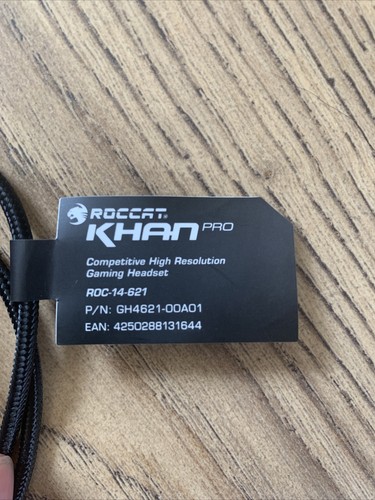 ROCCAT
KHAN PRO
Competitive High Resolution
Gaming Headset
ROC-14-621
P/N: GH4621-00A01
EAN: 4250288131644